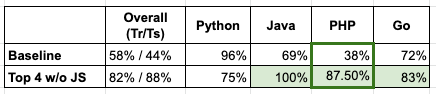 Overall (Tr/Ts) Python Java PHP Go
Baseline 58% / 44% 96% 69% 38% 72%
Top 4 w/o JS 82% / 88% 75% 100% 87.50% 83%